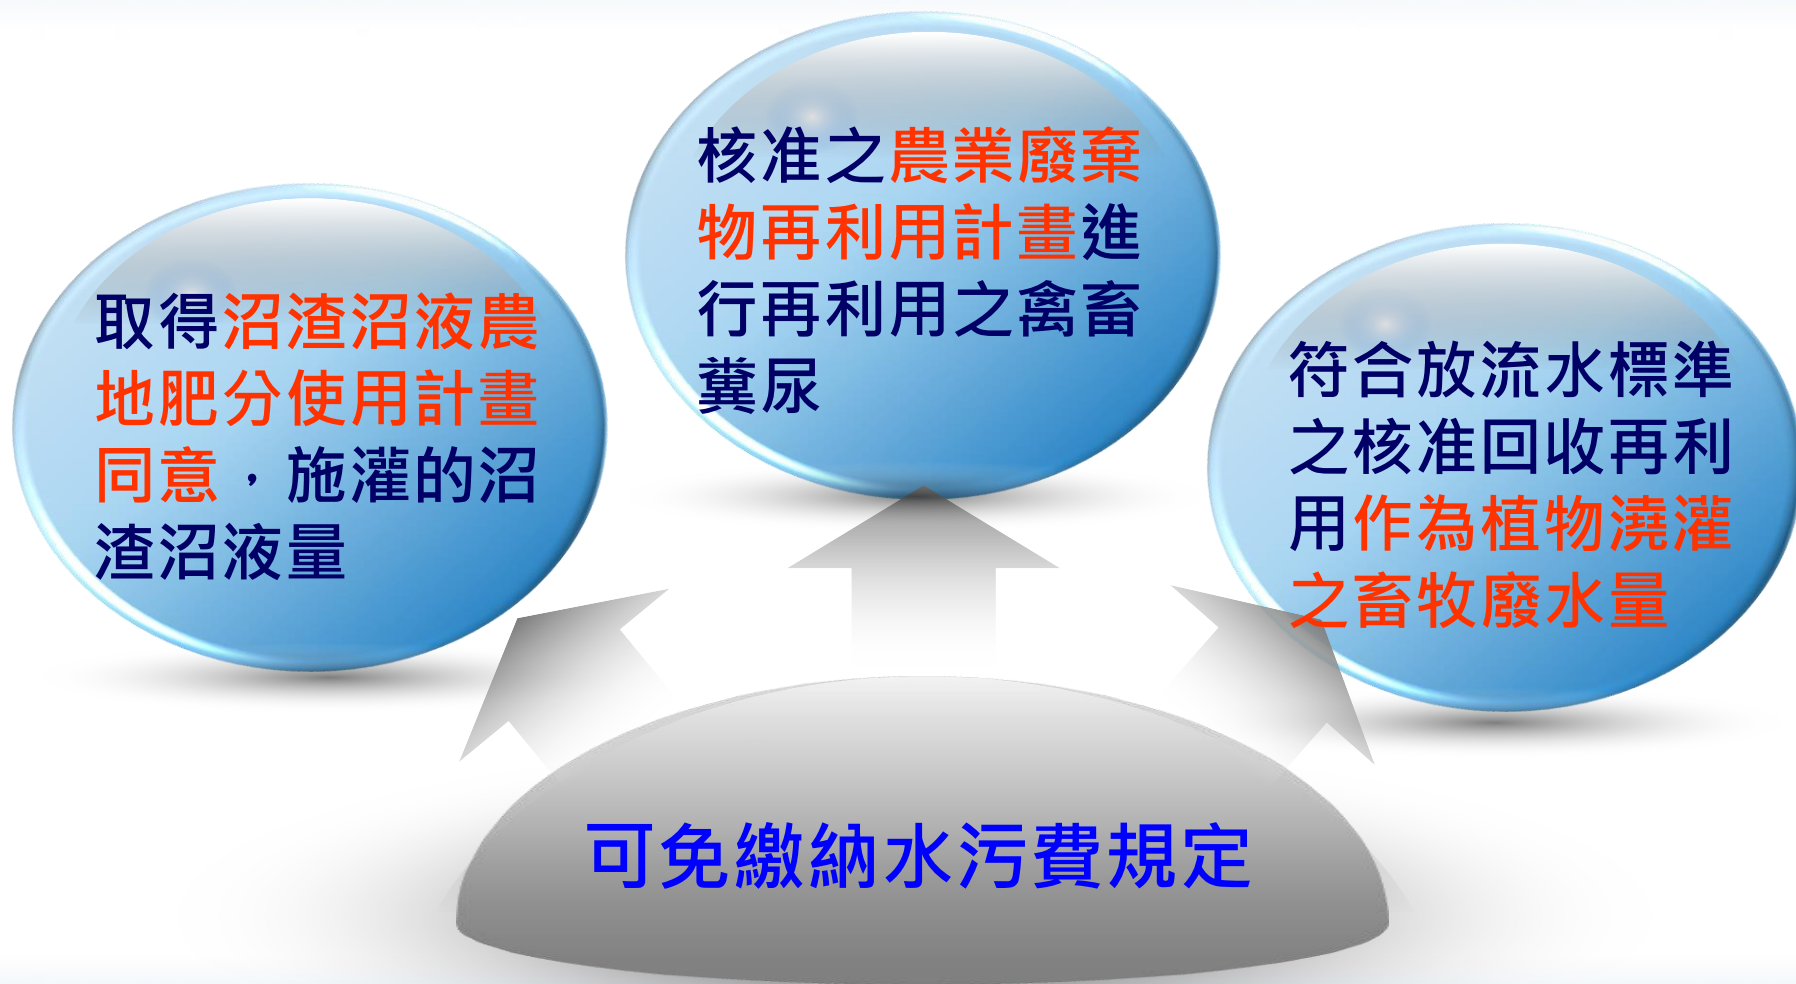 取得沼渣沼液農
地肥分使用計畫
同意，施灌的沼
渣沼液量
核准之農業廢棄
物再利用計畫進
行再利用之禽畜
糞尿
符合放流水標準
之核准回收再利
用作為植物澆灌
之畜牧廢水量
可免繳納水污費規定